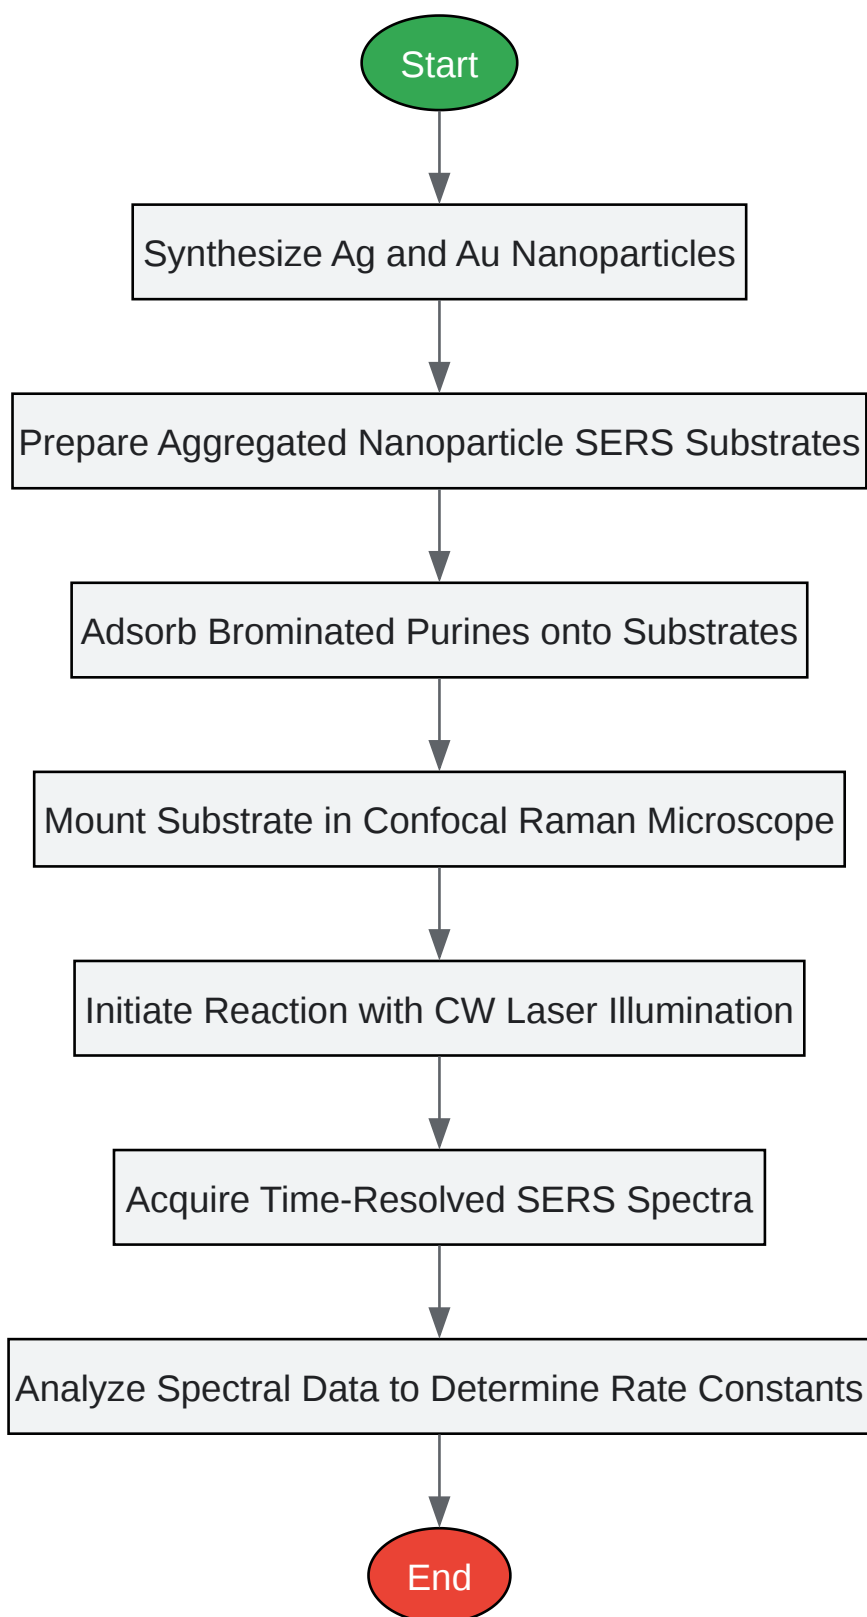 Start
Synthesize Ag and Au Nanoparticles
Prepare Aggregated Nanoparticle SERS Substrates
Adsorb Brominated Purines onto Substrates
Mount Substrate in Confocal Raman Microscope
Initiate Reaction with CW Laser Illumination
Acquire Time-Resolved SERS Spectra
Analyze Spectral Data to Determine Rate Constants
End